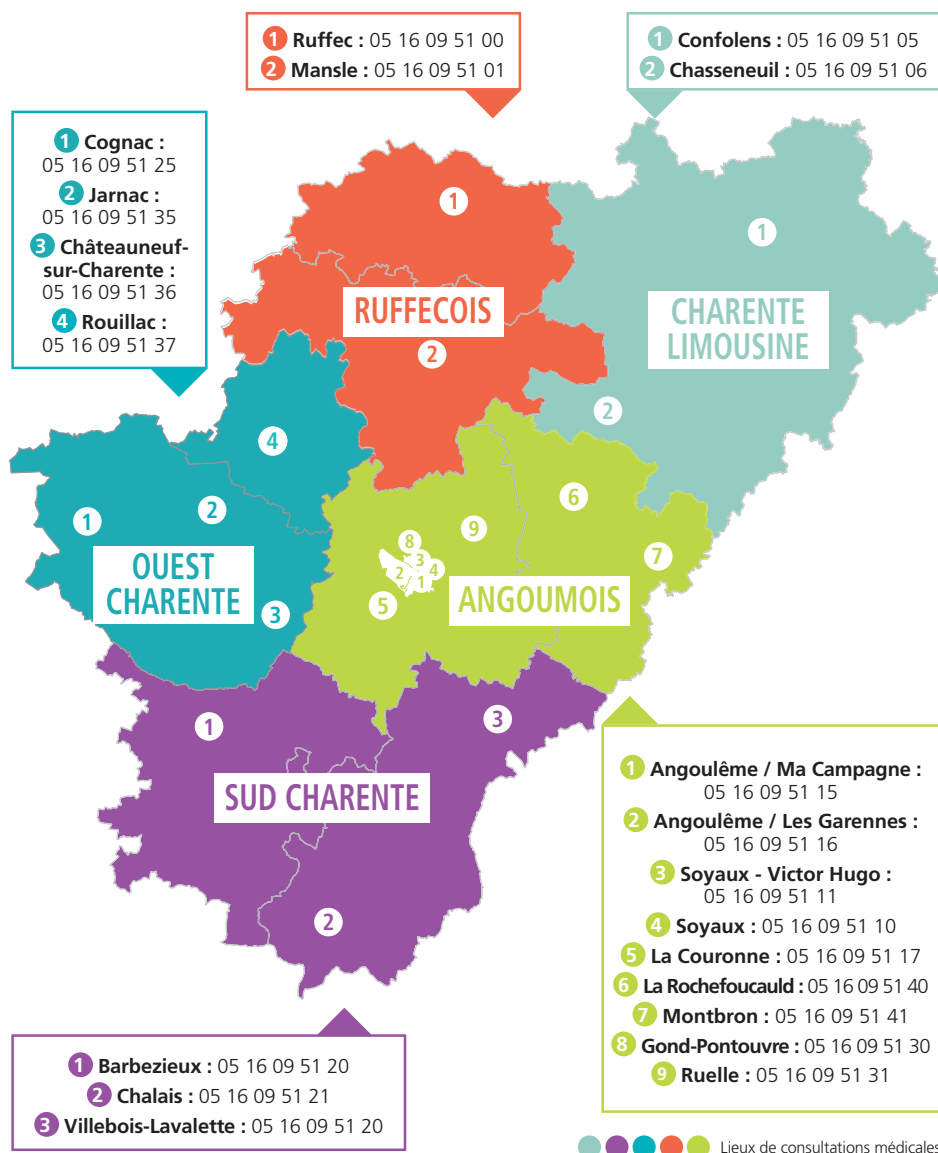 1 Ruffec : 05 16 09 51 00
2 Mansle : 05 16 09 51 01
1 Confolens : 05 16 09 51 05
2 Chasseneuil : 05 16 09 51 06
1 Cognac :
05 16 09 51 25
2 Jarnac :
05 16 09 51 35
3 Châteauneuf-
sur-Charente :
05 16 09 51 36
4 Rouillac :
05 16 09 51 37
1
RUFFECOIS
2
1
CHARENTE
LIMOUSINE
2
4
1
2
OUEST
CHARENTE
3
6
9
8
3
2
4
1
7
5
ANGOUMOIS
1
3
SUD CHARENTE
2
1 Angoulême / Ma Campagne :
05 16 09 51 15
2 Angoulême / Les Garennes :
05 16 09 51 16
3 Soyaux - Victor Hugo :
05 16 09 51 11
4 Soyaux : 05 16 09 51 10
5 La Couronne : 05 16 09 51 17
6 La Rochefoucauld : 05 16 09 51 40
7 Montbron : 05 16 09 51 41
8 Gond-Pontouvre : 05 16 09 51 30
9 Ruelle : 05 16 09 51 31
1 Barbezieux : 05 16 09 51 20
2 Chalais : 05 16 09 51 21
3 Villebois-Lavalette : 05 16 09 51 20
Lieux de consultations médicales